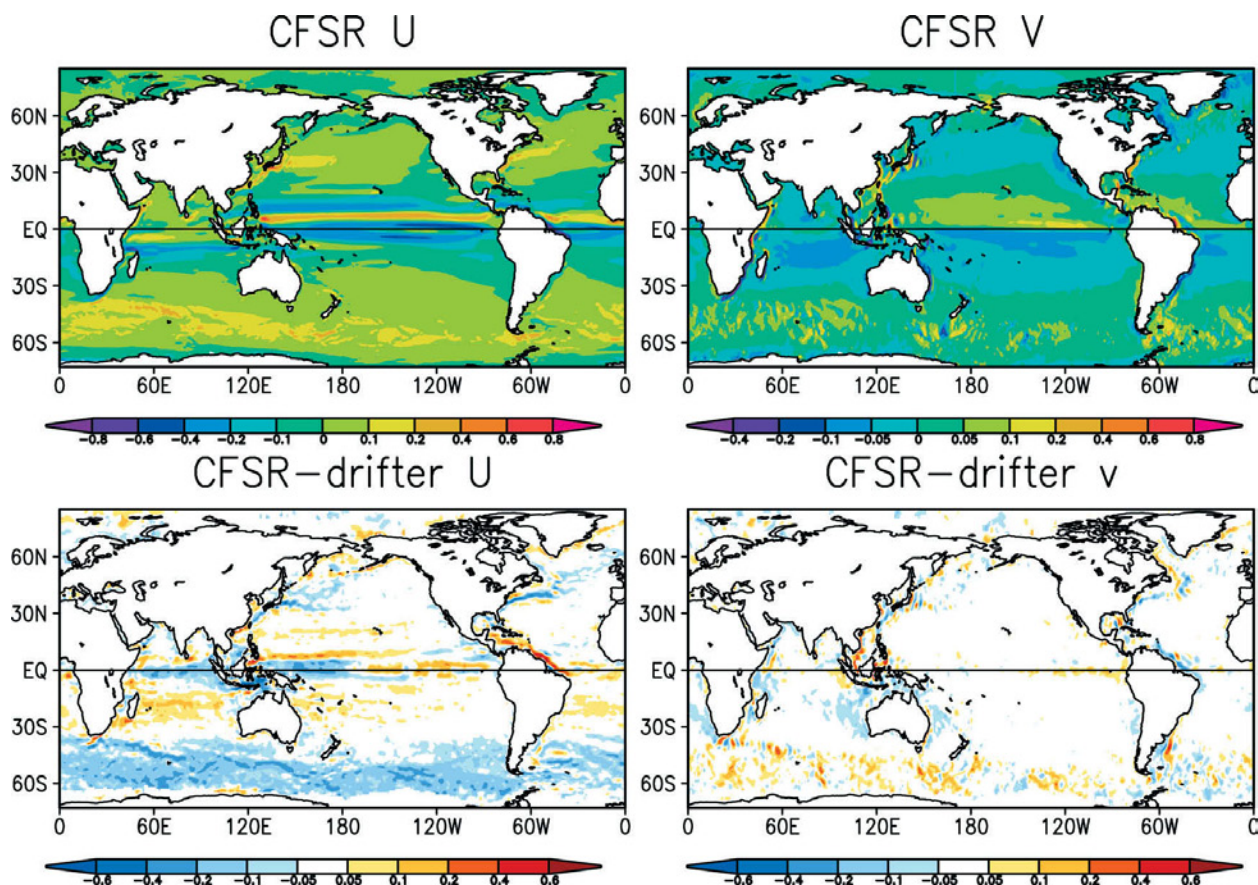 CFSR U
CFSR V
60N
30N
EQ
30S
60S
0 60E 120E 180 120W 60W 0
60N
30N
EQ
30S
60S
0 60E 120E 180 120W 60W 0
-0.8 -0.6 -0.4 -0.2 -0.1 0 0.1 0.2 0.4 0.6 0.8
-0.4 -0.2 -0.1 -0.05 0 0.05 0.1 0.2 0.4 0.6 0.8
CFSR-drifter U
CFSR-drifter v
60N
30N
EQ
30S
60S
0 60E 120E 180 120W 60W 0
60N
30N
EQ
30S
60S
0 60E 120E 180 120W 60W 0
-0.6 -0.4 -0.2 -0.1 -0.05 0.05 0.1 0.2 0.4 0.6
-0.6 -0.4 -0.2 -0.1 -0.05 0.05 0.1 0.2 0.4 0.6